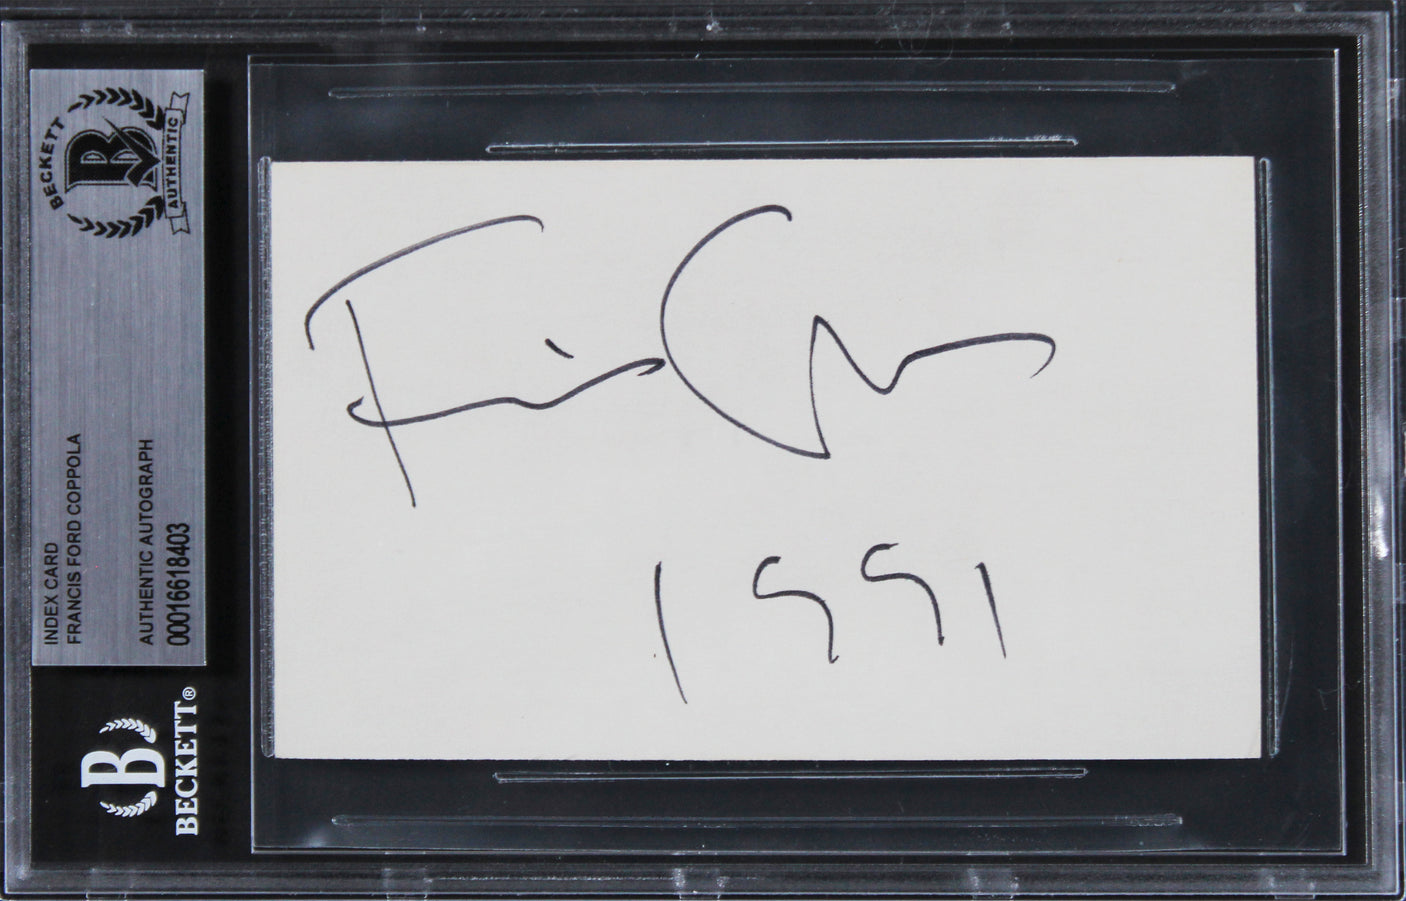 BECKETT
B
AUTHENTIC
INDEX CARD
FRANCIS FORD COPPOLA
AUTHENTIC AUTOGRAPH
00016618403
B
BECKETT®
1991